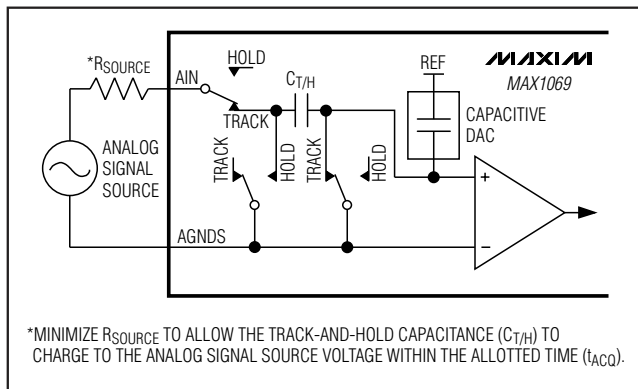 *RSOURCE
AIN
HOLD
TRACK
CT/H
REF
MAXIM
MAX1069
CAPACITIVE
DAC
ANALOG
SIGNAL
SOURCE
TRACK
HOLD
TRACK
HOLD
+
−
AGNDS
*MINIMIZE RSOURCE TO ALLOW THE TRACK-AND-HOLD CAPACITANCE (CT/H) TO
CHARGE TO THE ANALOG SIGNAL SOURCE VOLTAGE WITHIN THE ALLOTTED TIME (tACQ).